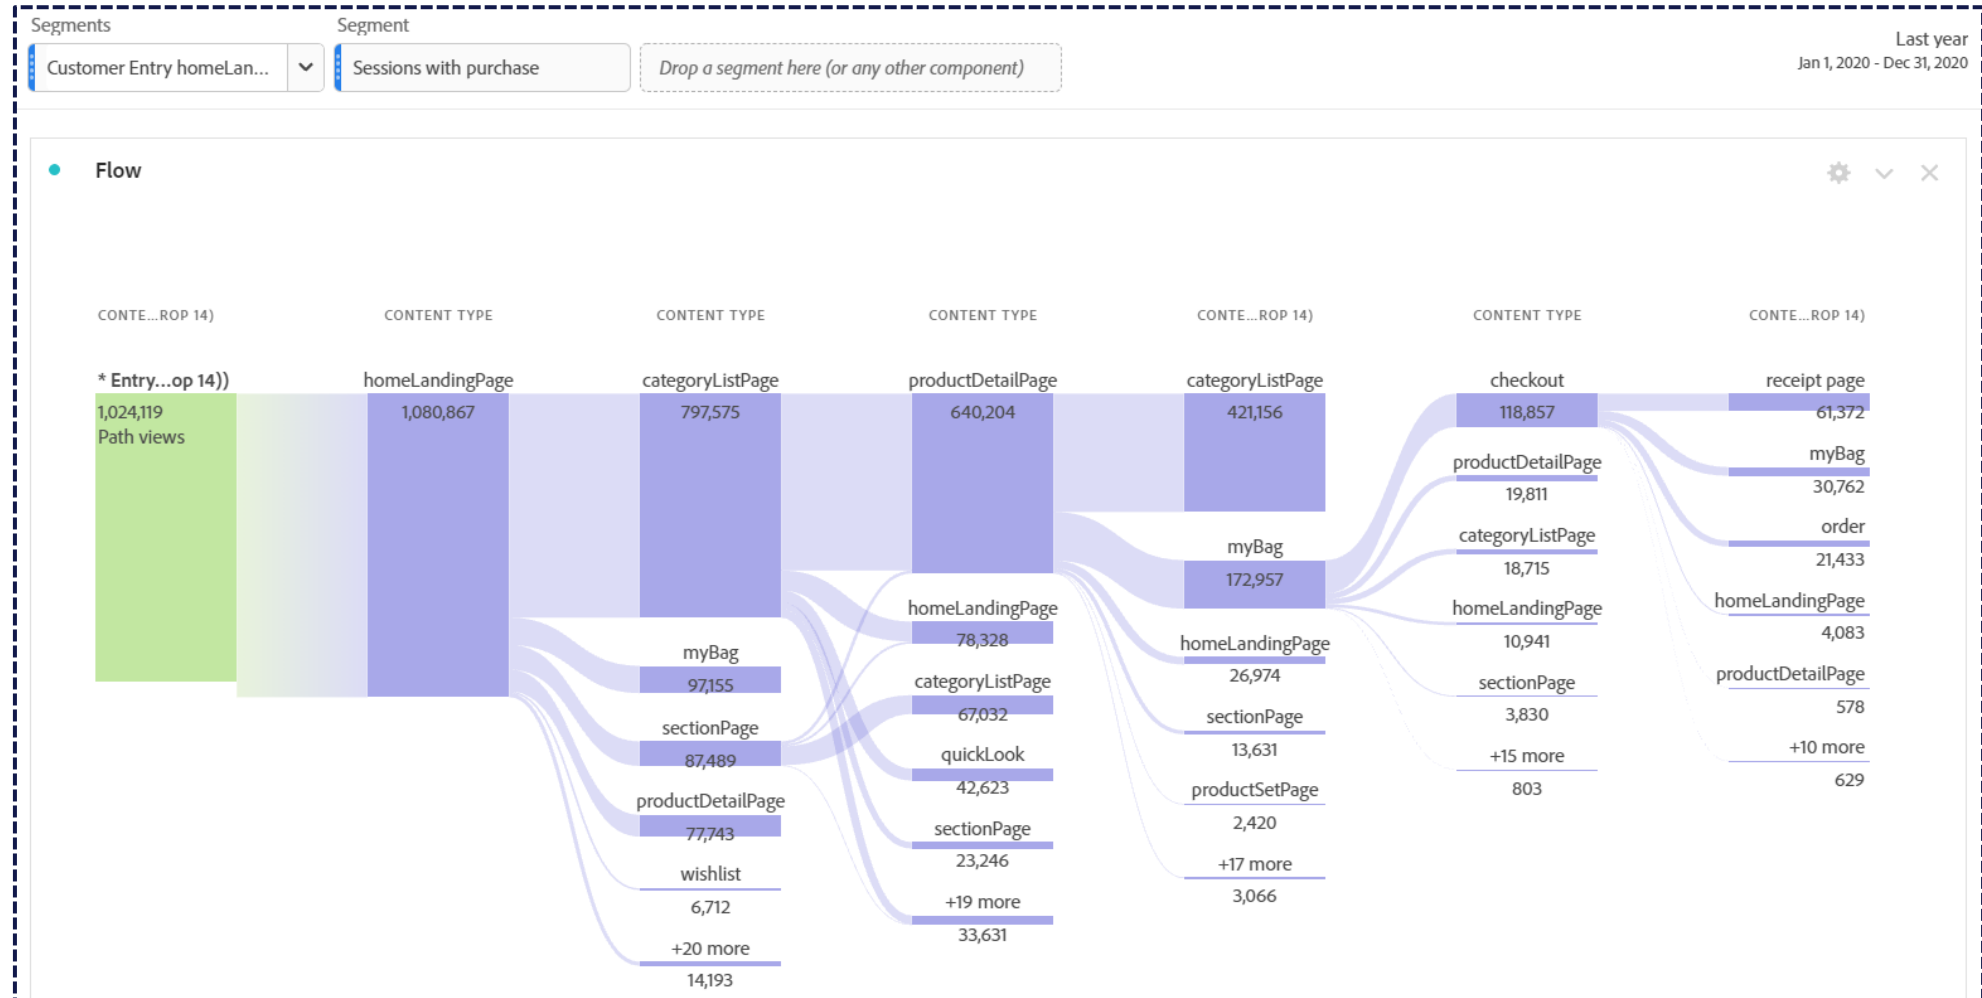 Segments
Segment
Customer Entry homeLan...
Sessions with purchase
Drop a segment here (or any other component)
Last year
Jan 1, 2020 - Dec 31, 2020
Flow
CONTE...ROP 14)
CONTENT TYPE
CONTENT TYPE
CONTENT TYPE
CONTE...ROP 14)
CONTENT TYPE
CONTE...ROP 14)
* Entry...op 14))
1,024,119
Path views
homeLandingPage
1,080,867
categoryListPage
797,575
myBag
97,155
sectionPage
87,489
productDetailPage
77,743
wishlist
6,712
+20 more
14,193
productDetailPage
640,204
homeLandingPage
78,328
categoryListPage
67,032
quickLook
42,623
sectionPage
23,246
+19 more
33,631
categoryListPage
421,156
myBag
172,957
homeLandingPage
26,974
sectionPage
13,631
productSetPage
2,420
+17 more
3,066
checkout
118,857
productDetailPage
19,811
categoryListPage
18,715
homeLandingPage
10,941
sectionPage
3,830
+15 more
803
receipt page
61,372
myBag
30,762
order
21,433
homeLandingPage
4,083
productDetailPage
578
+10 more
629